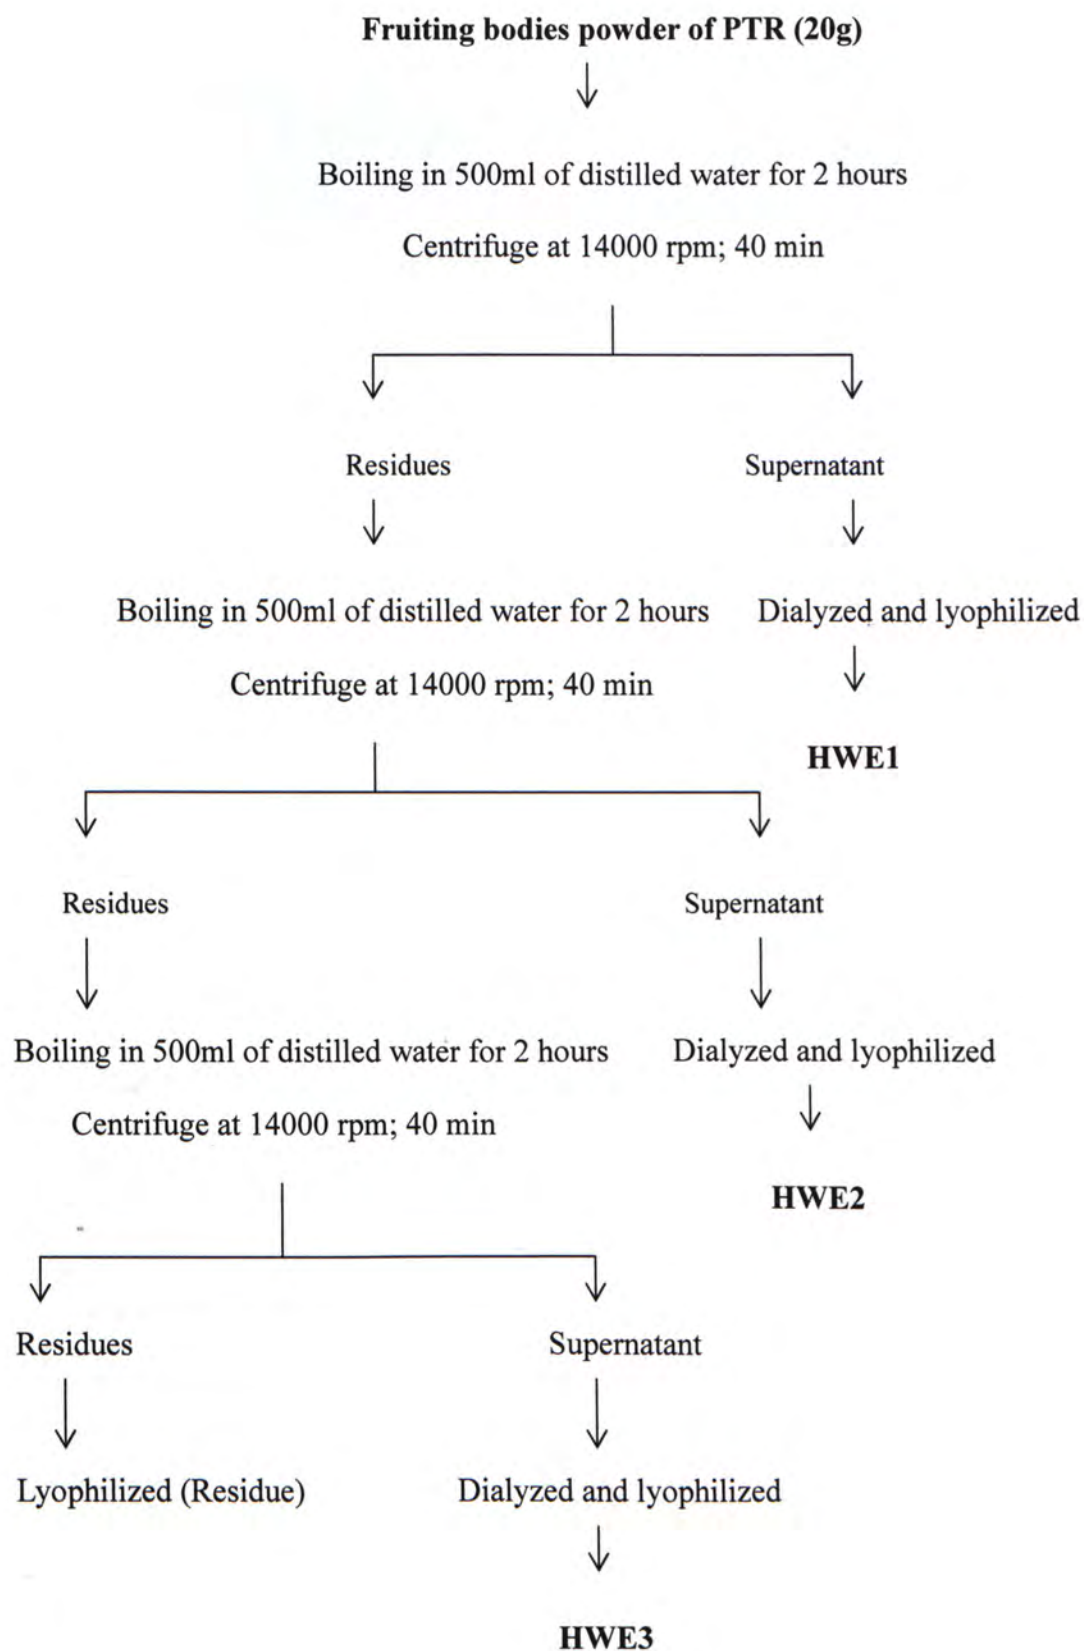 Fruiting bodies powder of PTR (20g)
Boiling in 500ml of distilled water for 2 hours
Centrifuge at 14000 rpm; 40 min
Residues
Supernatant
Boiling in 500ml of distilled water for 2 hours
Dialyzed and lyophilized
Centrifuge at 14000 rpm; 40 min
HWE1
Residues
Supernatant
Boiling in 500ml of distilled water for 2 hours
Dialyzed and lyophilized
Centrifuge at 14000 rpm; 40 min
HWE2
Residues
Supernatant
Lyophilized (Residue)
Dialyzed and lyophilized
HWE3